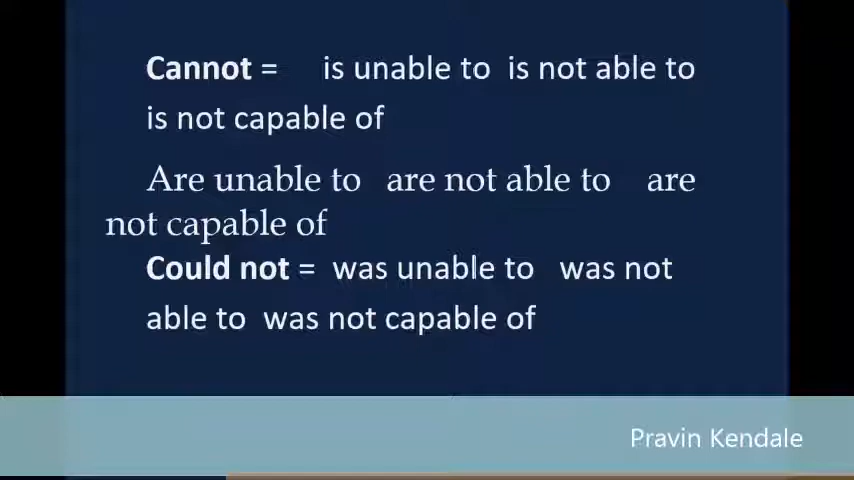 Cannot = is unable to is not able to
is not capable of
Are unable to are not able to are
not capable of
Could not = was unable to was not
able to was not capable of
Pravin Kendale